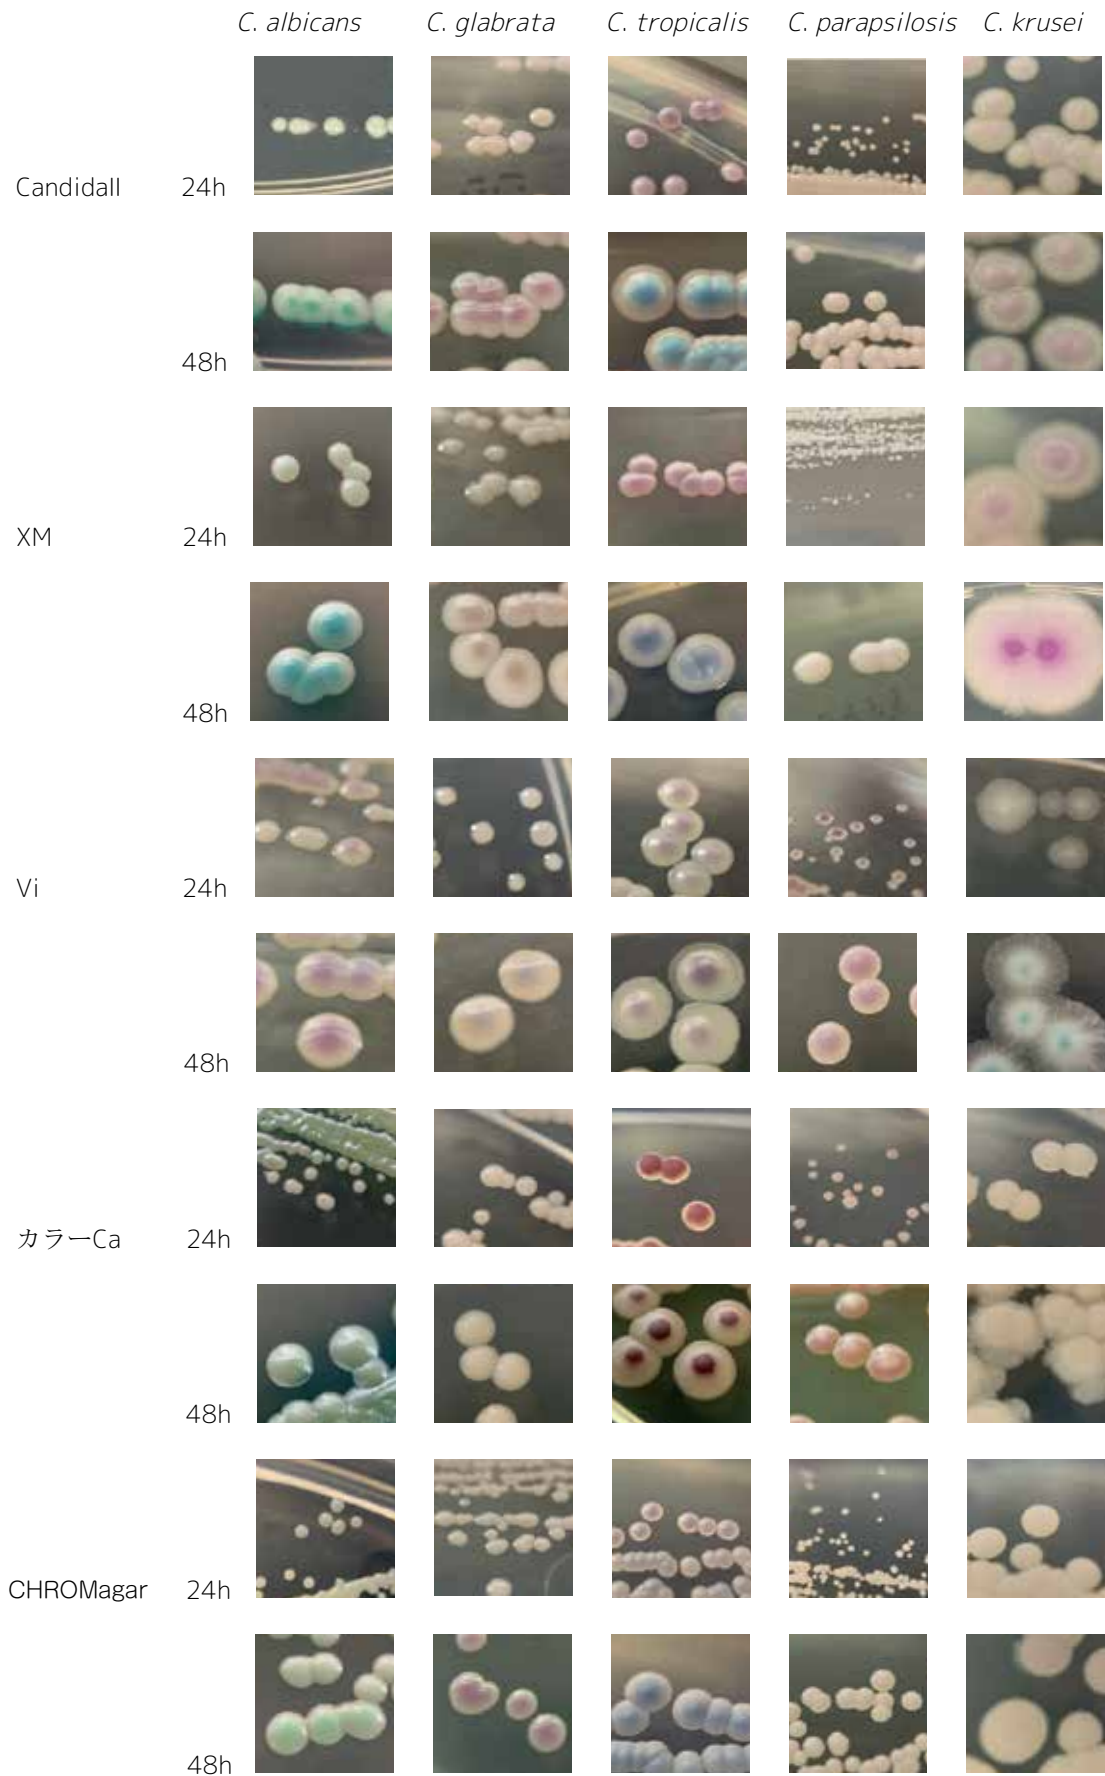 C. albicans C. glabrata C. tropicalis C. parapsilosis C. krusei
CandidaII 24h
48h
XM 24h
48h
Vi 24h
48h
カラーCa 24h
48h
CHROMagar 24h
48h